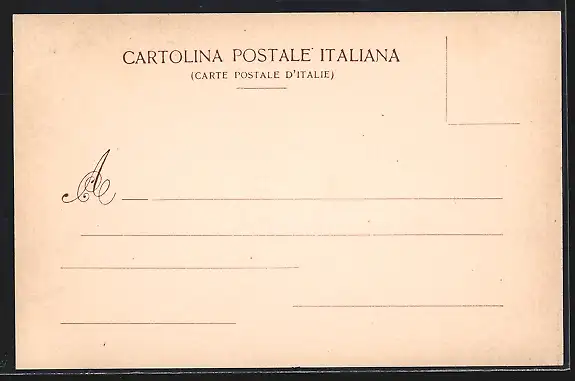 CARTOLINA POSTALE ITALIANA
(CARTE POSTALE D'ITALIE)
A